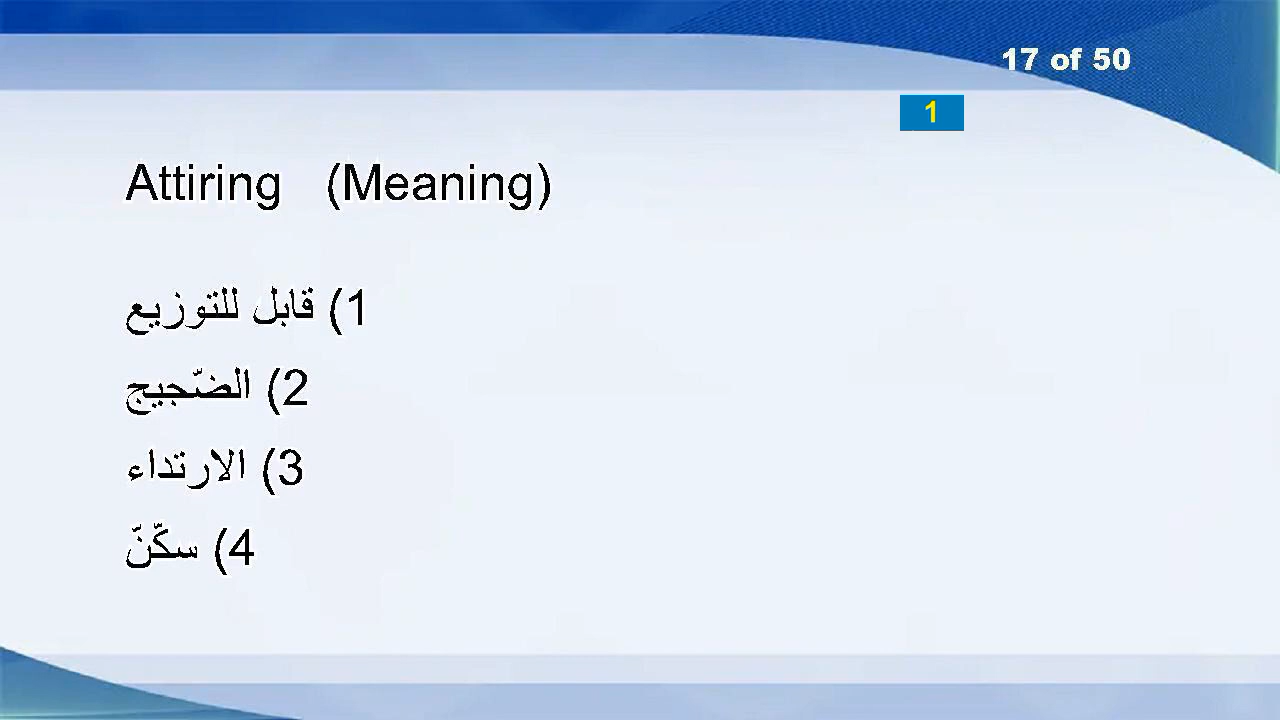 17 of 50
1
Attiring (Meaning)
1) قابل للتوزيع
2) الضّجيج
3) الارتداء
4) سكّنّ